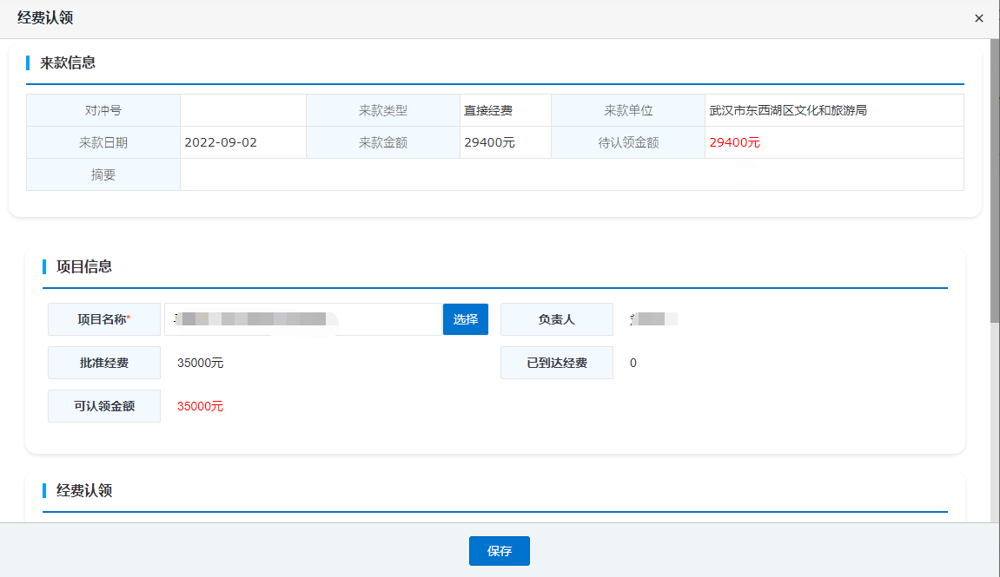 经费认领
来款信息
对冲号 来款类型 直接经费 来款单位 武汉市东西湖区文化和旅游局
来款日期 2022-09-02 来款金额 29400元 待认领金额 29400元
摘要
项目信息
项目名称* 选择 负责人
批准经费 35000元 已到达经费 0
可认领金额 35000元
经费认领
保存